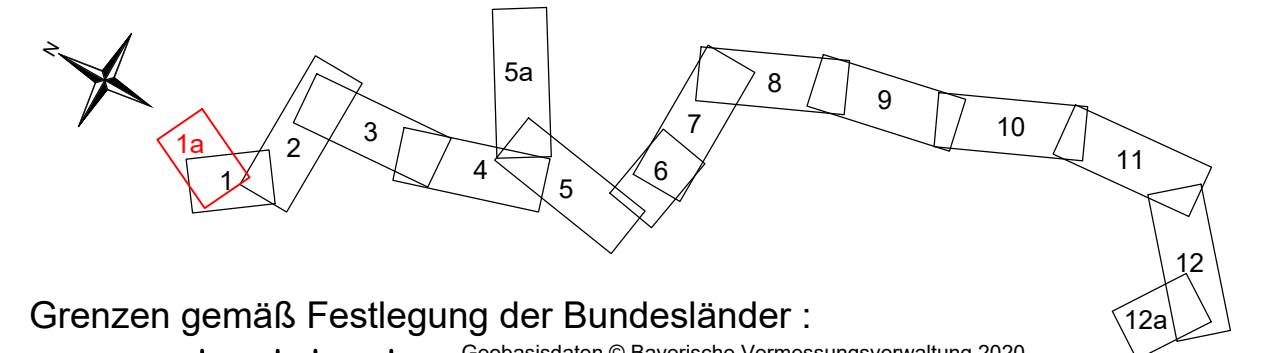 N
5a
8
9
7
10
3
1a
2
11
4
6
1
5
12
12a
Grenzen gemäß Festlegung der Bundesländer :
Geobasisdaten © Bayerische Vermessungsverwaltung 2020